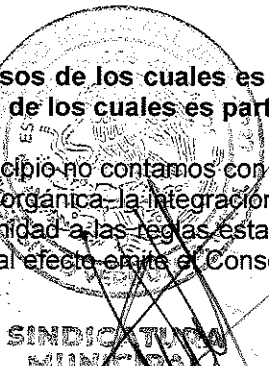 sos de los cuales es
de los cuales es part
cipio no contamos con
orgánica, la integración
nidad a las reglas esta
al efecto emite el Conse
SINDICATURA
MUNICIPAL